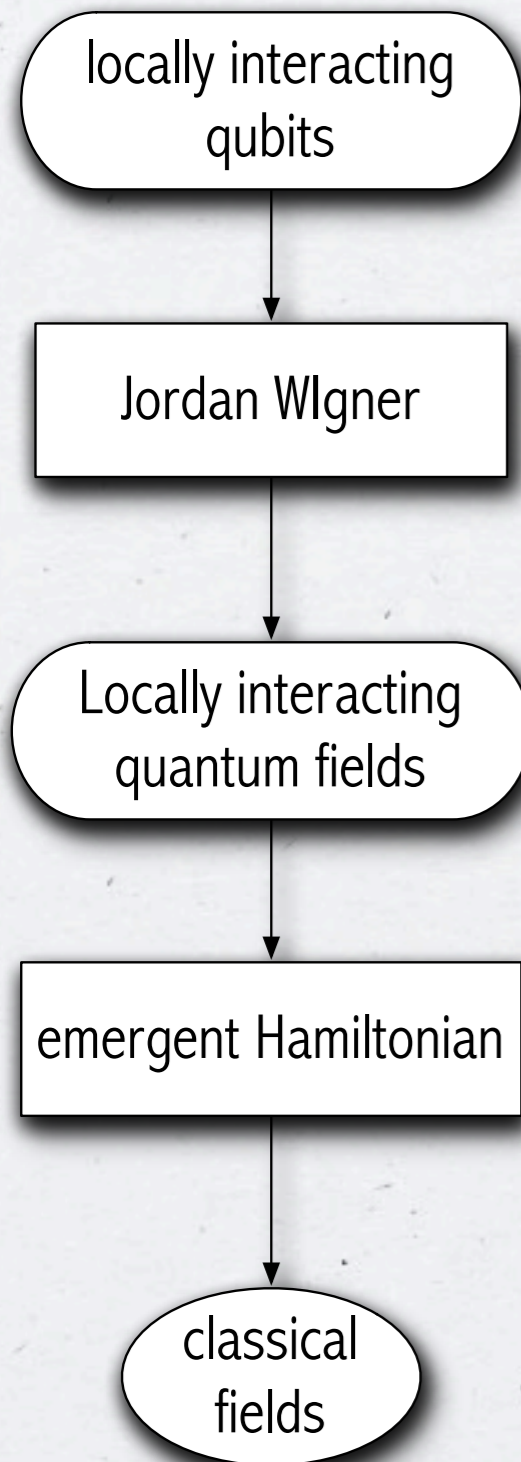 locally interacting
qubits
Jordan WIgner
Locally interacting
quantum fields
emergent Hamiltonian
classical
fields